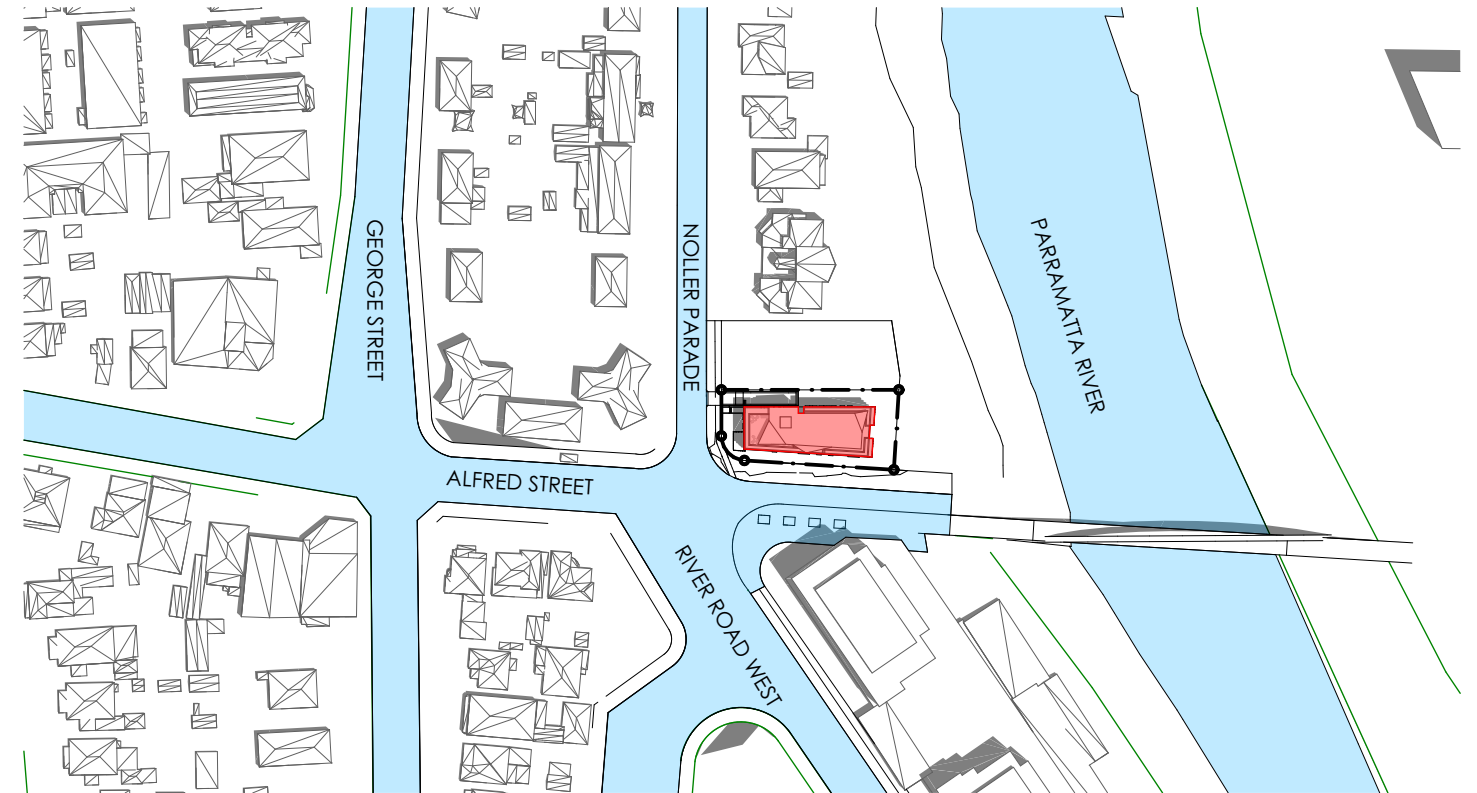 GEORGE STREET
NOLLER PARADE
PARRAMATTA RIVER
ALFRED STREET
RIVER ROAD WEST